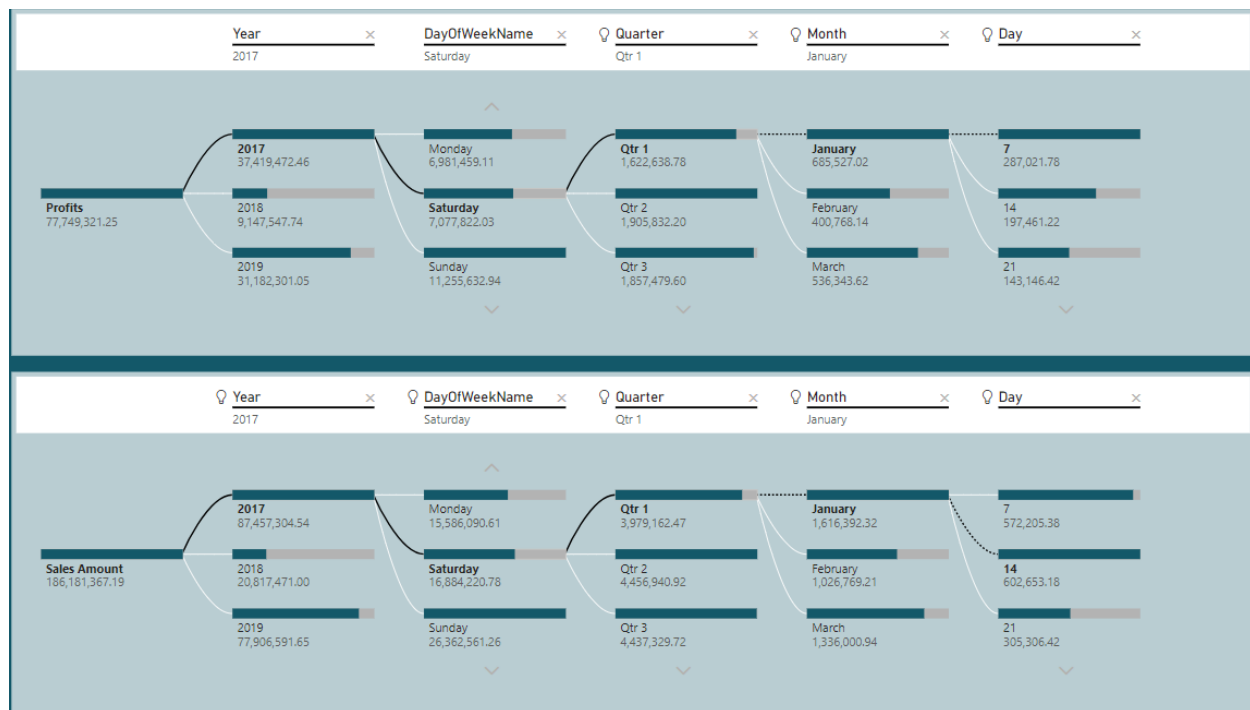 Year × DayOfWeekName × Quarter × Month × Day ×
2017 Saturday Qtr 1 January
2017 Monday Qtr 1 January 7
37,419,472.46 6,981,459.11 1,622,638.78 685,527.02 287,021.78
Profits 2018 Saturday Qtr 2 February 14
77,749,321.25 9,147,547.74 7,077,822.03 1,905,832.20 400,768.14 197,461.22
2019 Sunday Qtr 3 March 21
31,182,301.05 11,255,632.94 1,857,479.60 536,343.62 143,146.42
Year × DayOfWeekName × Quarter × Month × Day ×
2017 Saturday Qtr 1 January
2017 Monday Qtr 1 January 7
87,457,304.54 15,586,090.61 3,979,162.47 1,616,392.32 572,205.38
Sales Amount 2018 Saturday Qtr 2 February 14
186,181,367.19 20,817,471.00 16,884,220.78 4,456,940.92 1,026,769.21 602,653.18
2019 Sunday Qtr 3 March 21
77,906,591.65 26,362,561.26 4,437,329.72 1,336,000.94 305,306.42